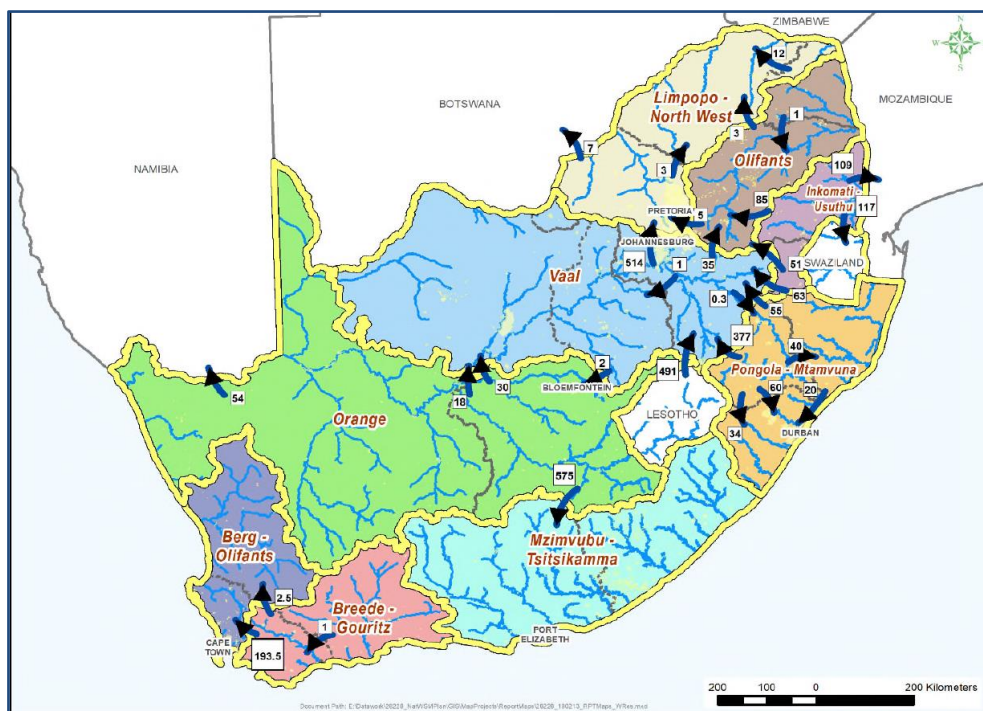 ZIMBABWE
N
W
E
S
12
BOTSWANA
Limpopo -
North West
MOZAMBIQUE
1
3
7
Olifants
NAMIBIA
3
109
Inkomati -
Usuthu
85
117
PRETORIA
5
JOHANNESBURG
514
35
1
51
SWAZILAND
Vaal
63
0.3
55
377
40
2
491
Pongola - Mtamvuna
30
BLOEMFONTEIN
18
60
20
54
Orange
LESOTHO
34
DURBAN
575
Mzimvubu -
Tsitsikamma
Berg -
Olifants
2.5
Breede -
Gouritz
1
CAPE
TOWN
193.5
PORT
ELIZABETH
200 100 0 200 Kilometers